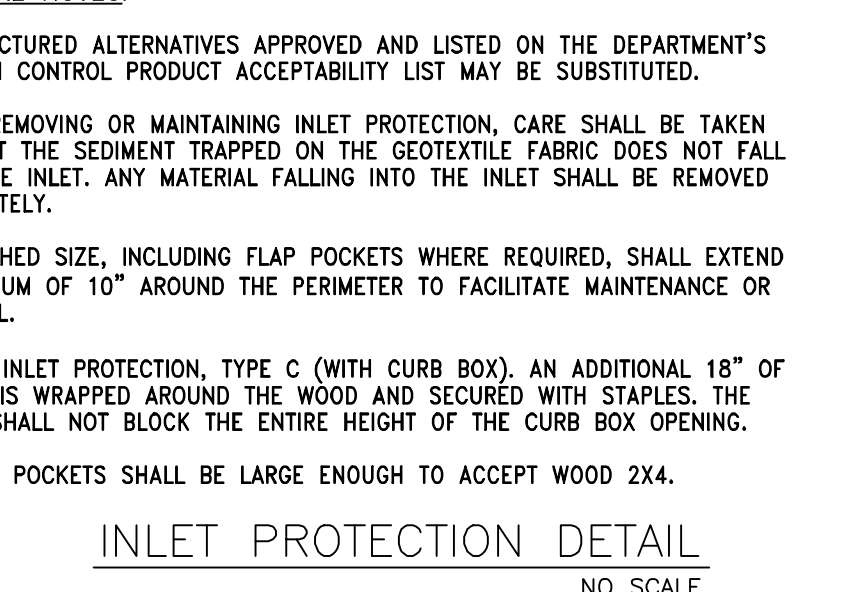 CTURED ALTERNATIVES APPROVED AND LISTED ON THE DEPARTMENT'S
CONTROL PRODUCT ACCEPTABILITY LIST MAY BE SUBSTITUTED.
EMOVING OR MAINTAINING INLET PROTECTION, CARE SHALL BE TAKEN
T THE SEDIMENT TRAPPED ON THE GEOTEXTILE FABRIC DOES NOT FALL
E INLET. ANY MATERIAL FALLING INTO THE INLET SHALL BE REMOVED
TELY.
HED SIZE, INCLUDING FLAP POCKETS WHERE REQUIRED, SHALL EXTEND
UM OF 10" AROUND THE PERIMETER TO FACILITATE MAINTENANCE OR
L.
INLET PROTECTION, TYPE C (WITH CURB BOX). AN ADDITIONAL 18" OF
IS WRAPPED AROUND THE WOOD AND SECURED WITH STAPLES. THE
SHALL NOT BLOCK THE ENTIRE HEIGHT OF THE CURB BOX OPENING.
POCKETS SHALL BE LARGE ENOUGH TO ACCEPT WOOD 2X4.
INLET PROTECTION DETAIL
NO SCALE